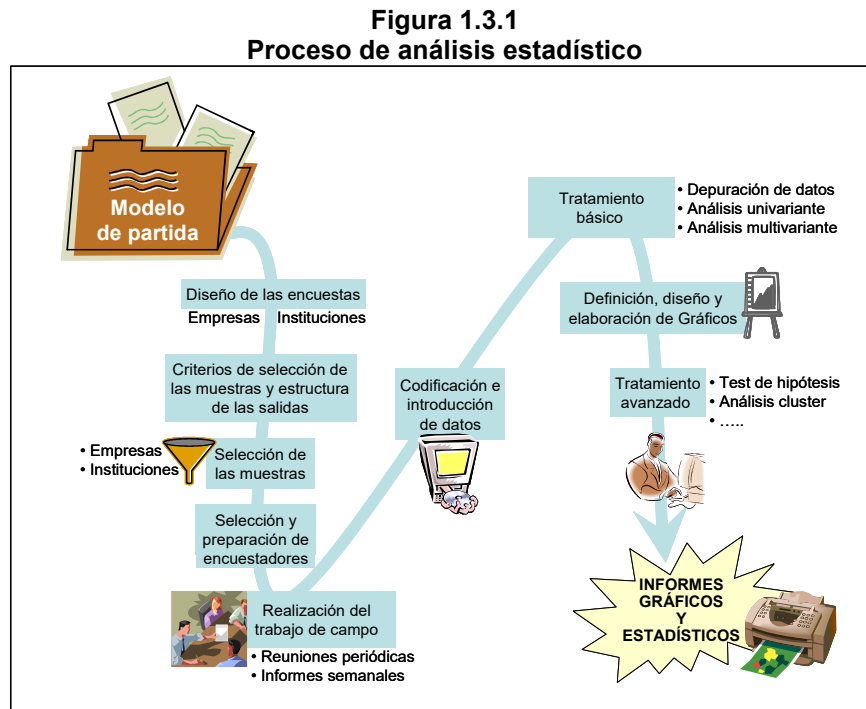 Figura 1.3.1
Proceso de análisis estadístico
Modelo
de partida
Diseño de las encuestas
Empresas Instituciones
Criterios de selección de
las muestras y estructura
de las salidas
• Empresas
• Instituciones
Selección de
las muestras
Selección y
preparación de
encuestadores
Realización del
trabajo de campo
• Reuniones periódicas
• Informes semanales
Codificación e
introducción
de datos
Tratamiento
básico
• Depuración de datos
• Análisis univariante
• Análisis multivariante
Definición, diseño y
elaboración de Gráficos
Tratamiento
avanzado
• Test de hipótesis
• Análisis cluster
• .....
INFORMES
GRÁFICOS
Y
ESTADÍSTICOS